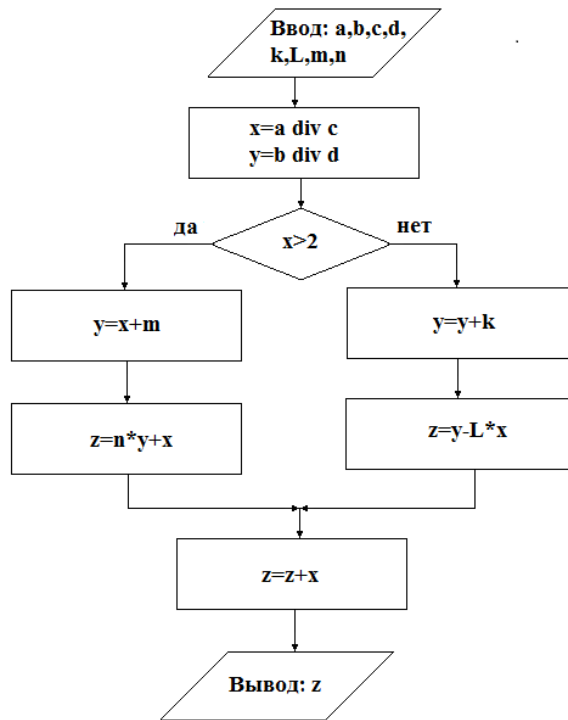 Ввод: a,b,c,d,
k,L,m,n
x=a div c
y=b div d
x>2
да
нет
y=x+m
y=y+k
z=n*y+x
z=y-L*x
z=z+x
Вывод: z